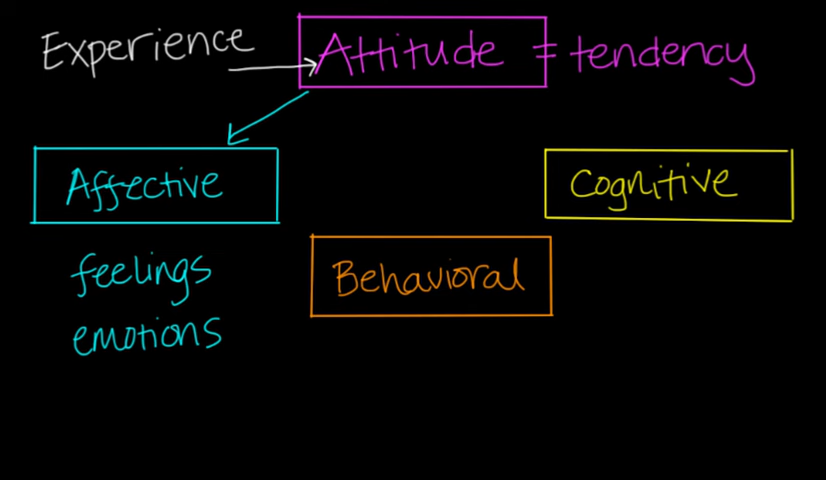 Experience Attitude = tendency
Affective
Cognitive
feelings
emotions
Behavioral